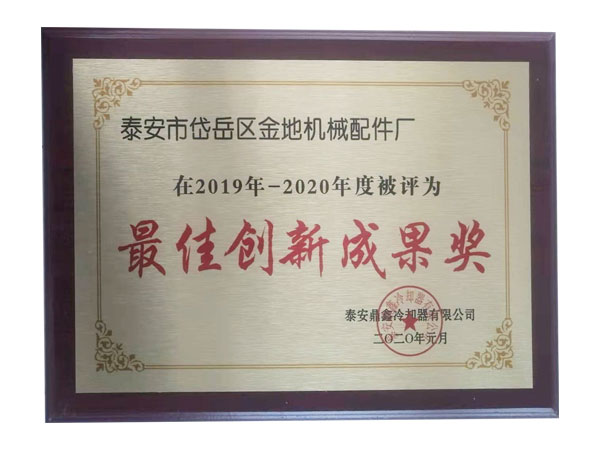 泰安市岱岳区金地机械配件厂
在2019年-2020年度被评为
最佳创新成果奖
泰安鼎鑫冷却器有限公司
二〇二〇年元月